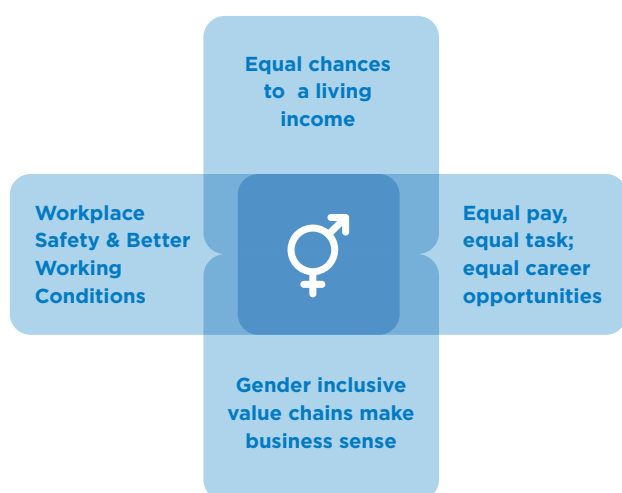 Equal chances
to a living
income
Workplace
Safety & Better
Working
Conditions
Equal pay,
equal task;
equal career
opportunities
Gender inclusive
value chains make
business sense